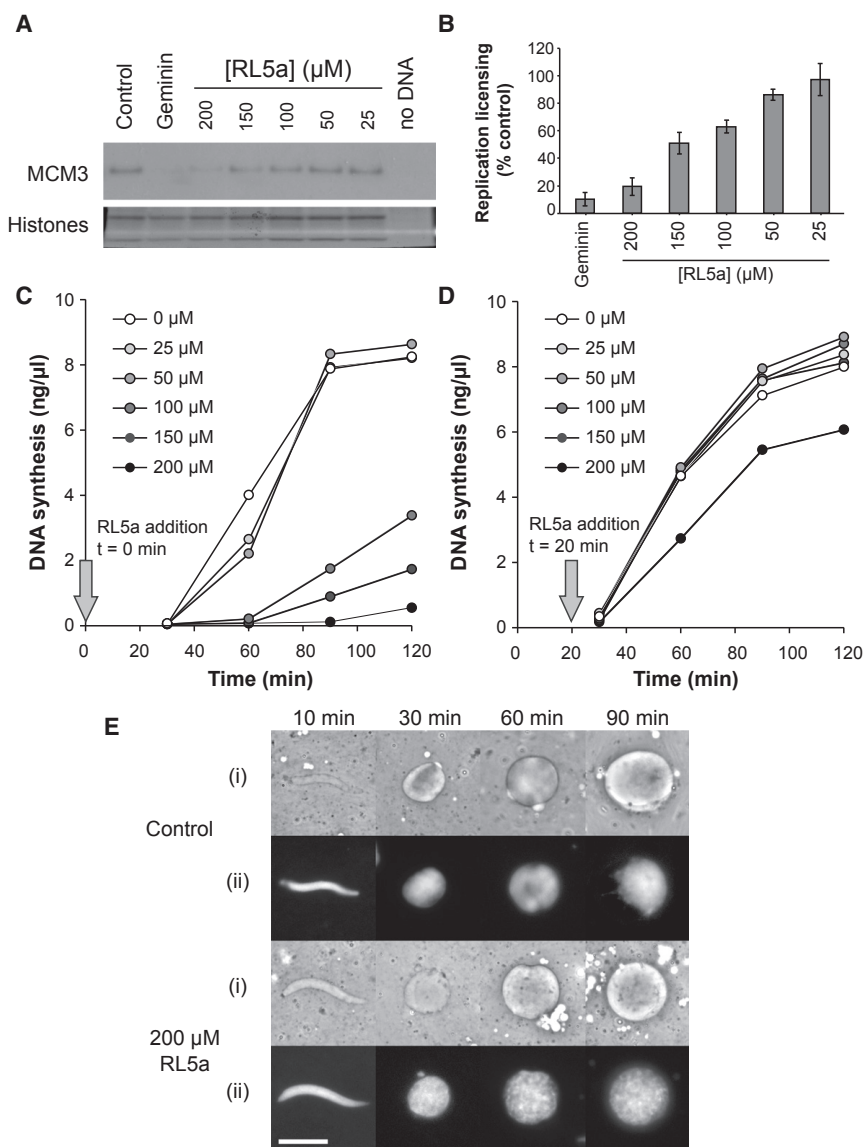 A
[RL5a] (µM)
Control
Geminin
200
150
100
50
25
no DNA
MCM3
Histones
B
Replication licensing
(% control)
120
100
80
60
40
20
0
Geminin
200
150
100
50
25
[RL5a] (µM)
C
DNA synthesis (ng/µl)
10
8
6
4
2
0
0 µM
25 µM
50 µM
100 µM
150 µM
200 µM
RL5a addition
t = 0 min
0 20 40 60 80 100 120
Time (min)
D
DNA synthesis (ng/µl)
10
8
6
4
2
0
0 µM
25 µM
50 µM
100 µM
150 µM
200 µM
RL5a addition
t = 20 min
0 20 40 60 80 100 120
Time (min)
E
10 min 30 min 60 min 90 min
(i)
Control
(ii)
(i)
200 µM
RL5a
(ii)